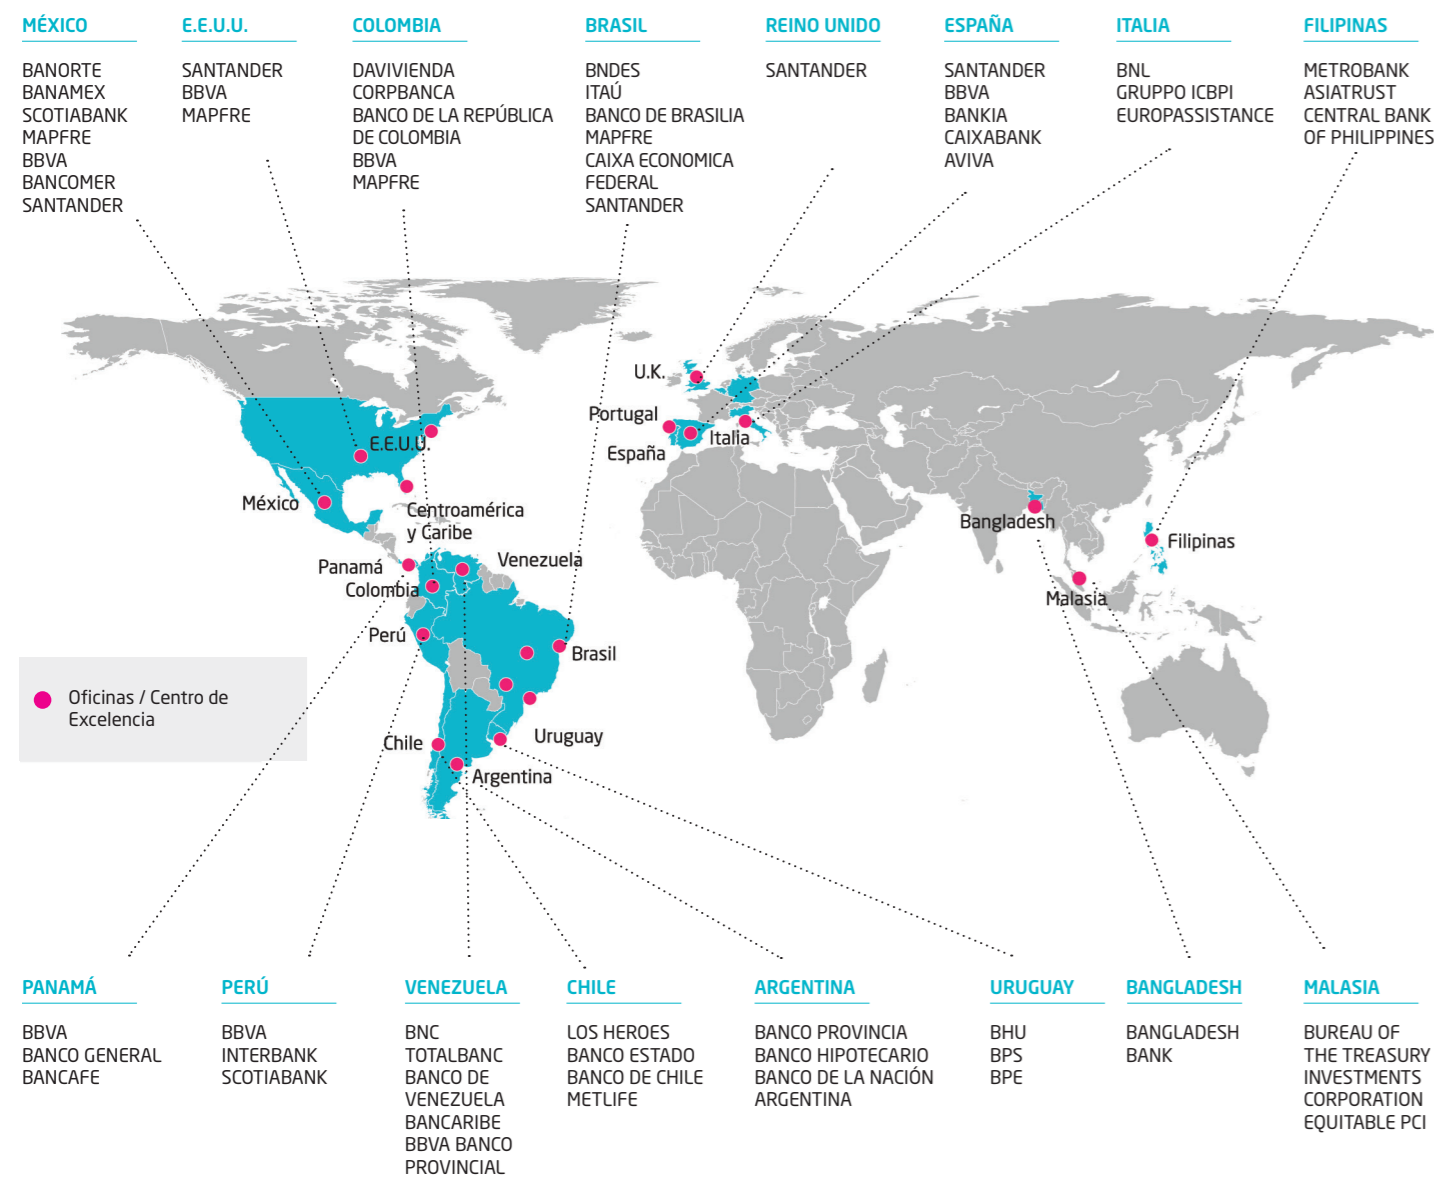 MÉXICO
BANORTE
BANAMEX
SCOTIABANK
MAPFRE
BBVA
BANCOMER
SANTANDER
E.E.U.U.
SANTANDER
BBVA
MAPFRE
COLOMBIA
DAVIVIENDA
CORPBANCA
BANCO DE LA REPÚBLICA
DE COLOMBIA
BBVA
MAPFRE
BRASIL
BNDES
ITAÚ
BANCO DE BRASILIA
MAPFRE
CAIXA ECONOMICA
FEDERAL
SANTANDER
REINO UNIDO
SANTANDER
ESPAÑA
SANTANDER
BBVA
BANKIA
CAIXABANK
AVIVA
ITALIA
BNL
GRUPPO ICBPI
EUROPASSISTANCE
FILIPINAS
METROBANK
ASIATRUST
CENTRAL BANK
OF PHILIPPINES
U.K.
Portugal
España
Italia
E.E.U.U.
México
Centroamérica
y Caribe
Panamá
Venezuela
Colombia
Perú
Brasil
Chile
Uruguay
Argentina
Bangladesh
Filipinas
Malasia
Oficinas / Centro de
Excelencia
PANAMÁ
BBVA
BANCO GENERAL
BANCAFE
PERÚ
BBVA
INTERBANK
SCOTIABANK
VENEZUELA
BNC
TOTALBANC
BANCO DE
VENEZUELA
BANCARIBE
BBVA BANCO
PROVINCIAL
CHILE
LOS HEROES
BANCO ESTADO
BANCO DE CHILE
METLIFE
ARGENTINA
BANCO PROVINCIA
BANCO HIPOTECARIO
BANCO DE LA NACIÓN
ARGENTINA
URUGUAY
BHU
BPS
BPE
BANGLADESH
BANGLADESH
BANK
MALASIA
BUREAU OF
THE TREASURY
INVESTMENTS
CORPORATION
EQUITABLE PCI